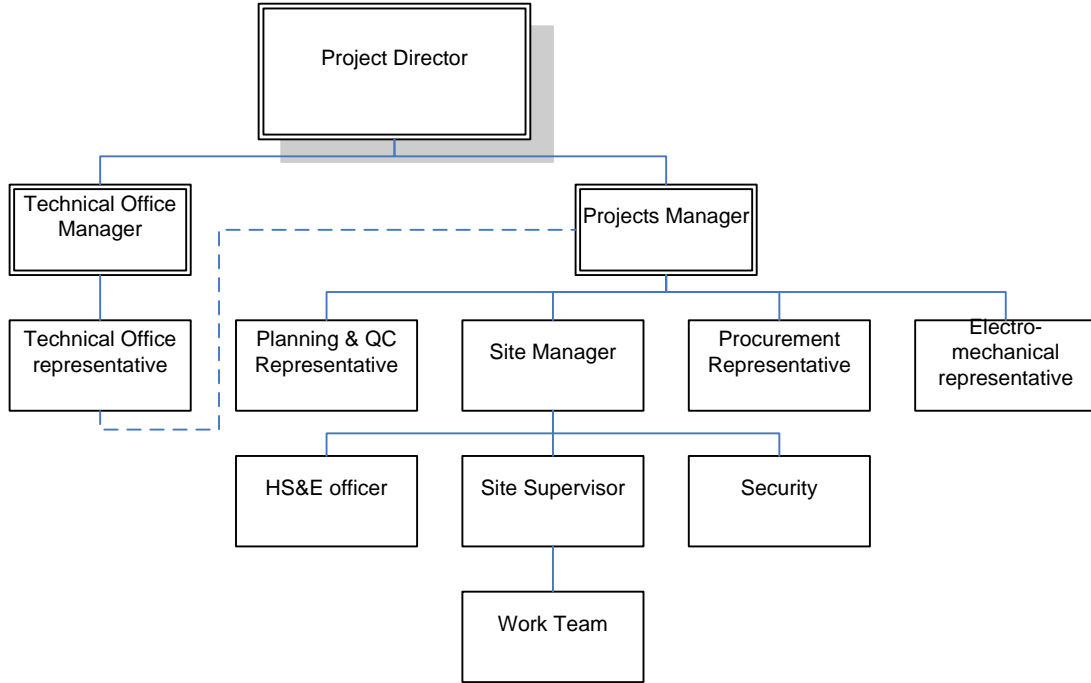 Project Director
Technical Office
Manager
Projects Manager
Technical Office
representative
Planning & QC
Representative
Site Manager
Procurement
Representative
Electro-
mechanical
representative
HS&E officer
Site Supervisor
Security
Work Team